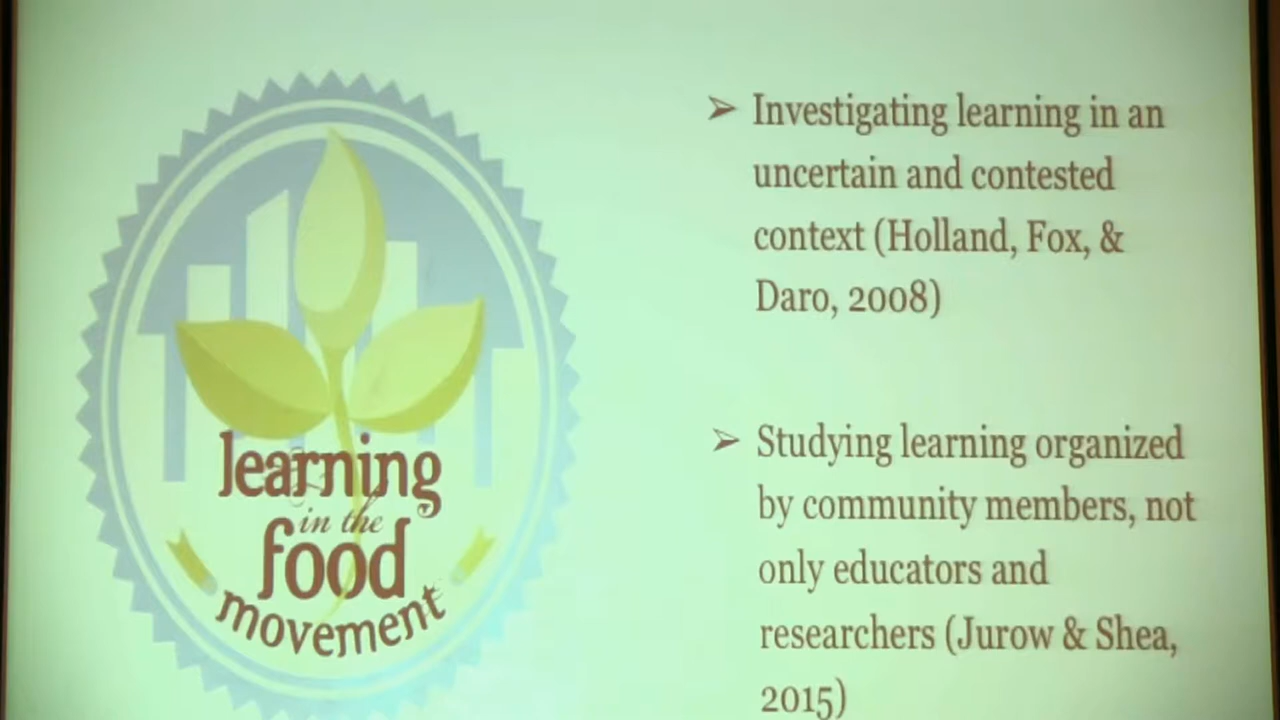 learning
in the
food
movement
➢ Investigating learning in an
uncertain and contested
context (Holland, Fox, &
Daro, 2008)
➢ Studying learning organized
by community members, not
only educators and
researchers (Jurow & Shea,
2015)